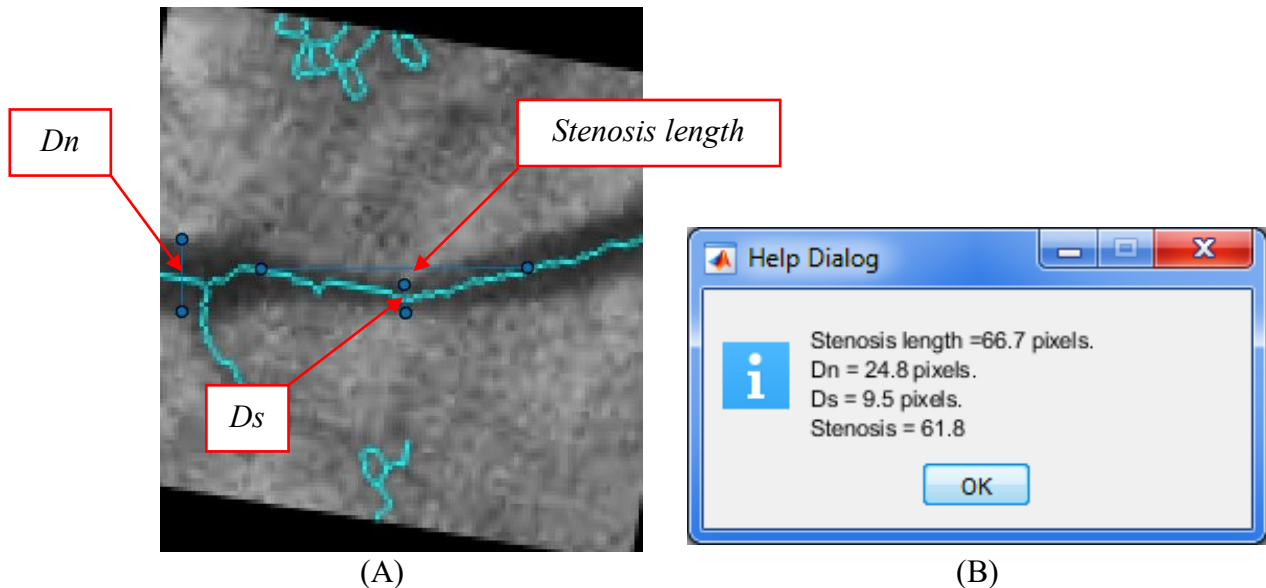 Dn
Stenosis length
Ds
(A)
Help Dialog
Stenosis length =66.7 pixels.
Dn = 24.8 pixels.
Ds = 9.5 pixels.
Stenosis = 61.8
OK
(B)